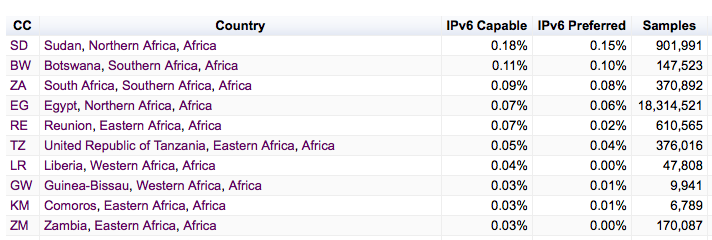 CC Country IPv6 Capable IPv6 Preferred Samples
SD Sudan, Northern Africa, Africa 0.18% 0.15% 901,991
BW Botswana, Southern Africa, Africa 0.11% 0.10% 147,523
ZA South Africa, Southern Africa, Africa 0.09% 0.08% 370,892
EG Egypt, Northern Africa, Africa 0.07% 0.06% 18,314,521
RE Reunion, Eastern Africa, Africa 0.07% 0.02% 610,565
TZ United Republic of Tanzania, Eastern Africa, Africa 0.05% 0.04% 376,016
LR Liberia, Western Africa, Africa 0.04% 0.00% 47,808
GW Guinea-Bissau, Western Africa, Africa 0.03% 0.01% 9,941
KM Comoros, Eastern Africa, Africa 0.03% 0.01% 6,789
ZM Zambia, Eastern Africa, Africa 0.03% 0.00% 170,087